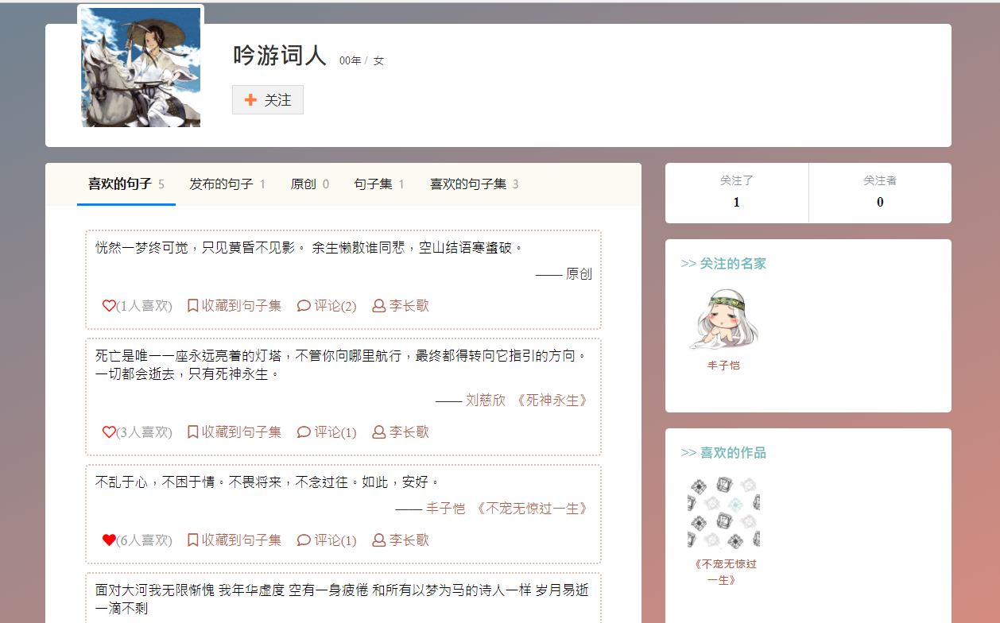 吟游词人 00年 / 女
关注
喜欢的句子 5 发布的句子 1 原创 0 句子集 1 喜欢的句子集 3
恍然一梦终可觉，只见黄昏不见影。 余生懒散谁同悲，空山结语寒螀破。
—— 原创
(1人喜欢) 收藏到句子集 评论(2) 李长歌
死亡是唯一一座永远亮着的灯塔，不管你向哪里航行，最终都得转向它指引的方向。
一切都会逝去，只有死神永生。
—— 刘慈欣 《死神永生》
(3人喜欢) 收藏到句子集 评论(1) 李长歌
不乱于心，不困于情。不畏将来，不念过往。如此，安好。
—— 丰子恺 《不宠无惊过一生》
(6人喜欢) 收藏到句子集 评论(1) 李长歌
面对大河我无限惭愧 我年华虚度 空有一身疲倦 和所有以梦为马的诗人一样 岁月易逝
一滴不剩
关注了 关注者
1 0
>> 关注的名家
丰子恺
>> 喜欢的作品
《不宠无惊过
一生》